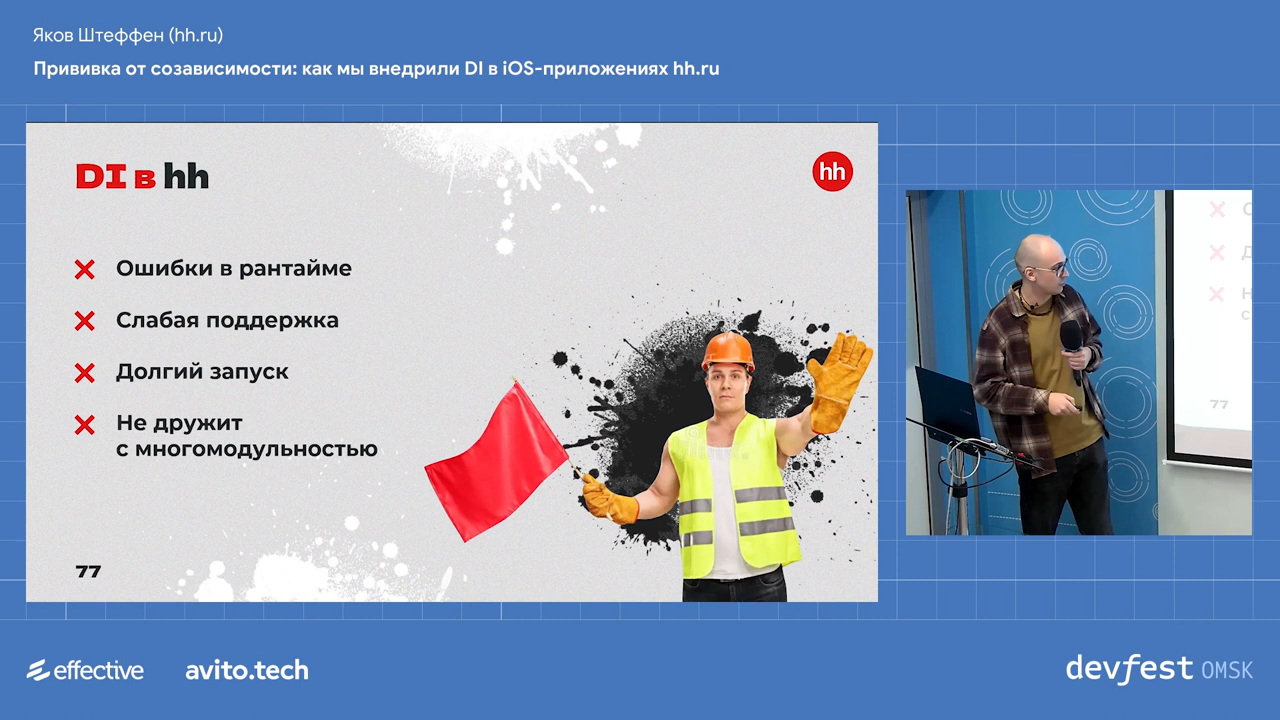 Яков Штеффен (hh.ru)
Прививка от созависимости: как мы внедрили DI в iOS-приложениях hh.ru
DI в hh
hh
Ошибки в рантайме
Слабая поддержка
Долгий запуск
Не дружит
с многомодульностью
77
77
effective
avito.tech
devfest OMSK